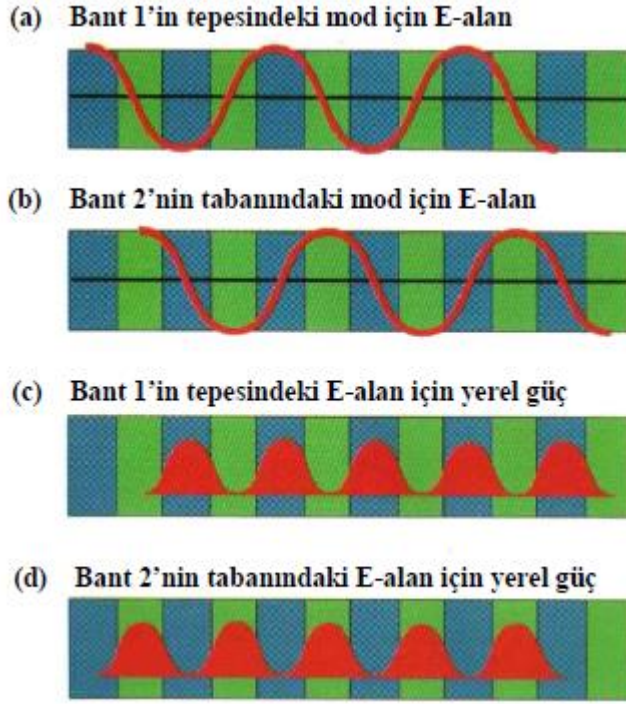 (a) Bant 1’in tepesindeki mod için E-alan
(b) Bant 2’nin tabanındaki mod için E-alan
(c) Bant 1’in tepesindeki E-alan için yerel güç
(d) Bant 2’nin tabanındaki E-alan için yerel güç